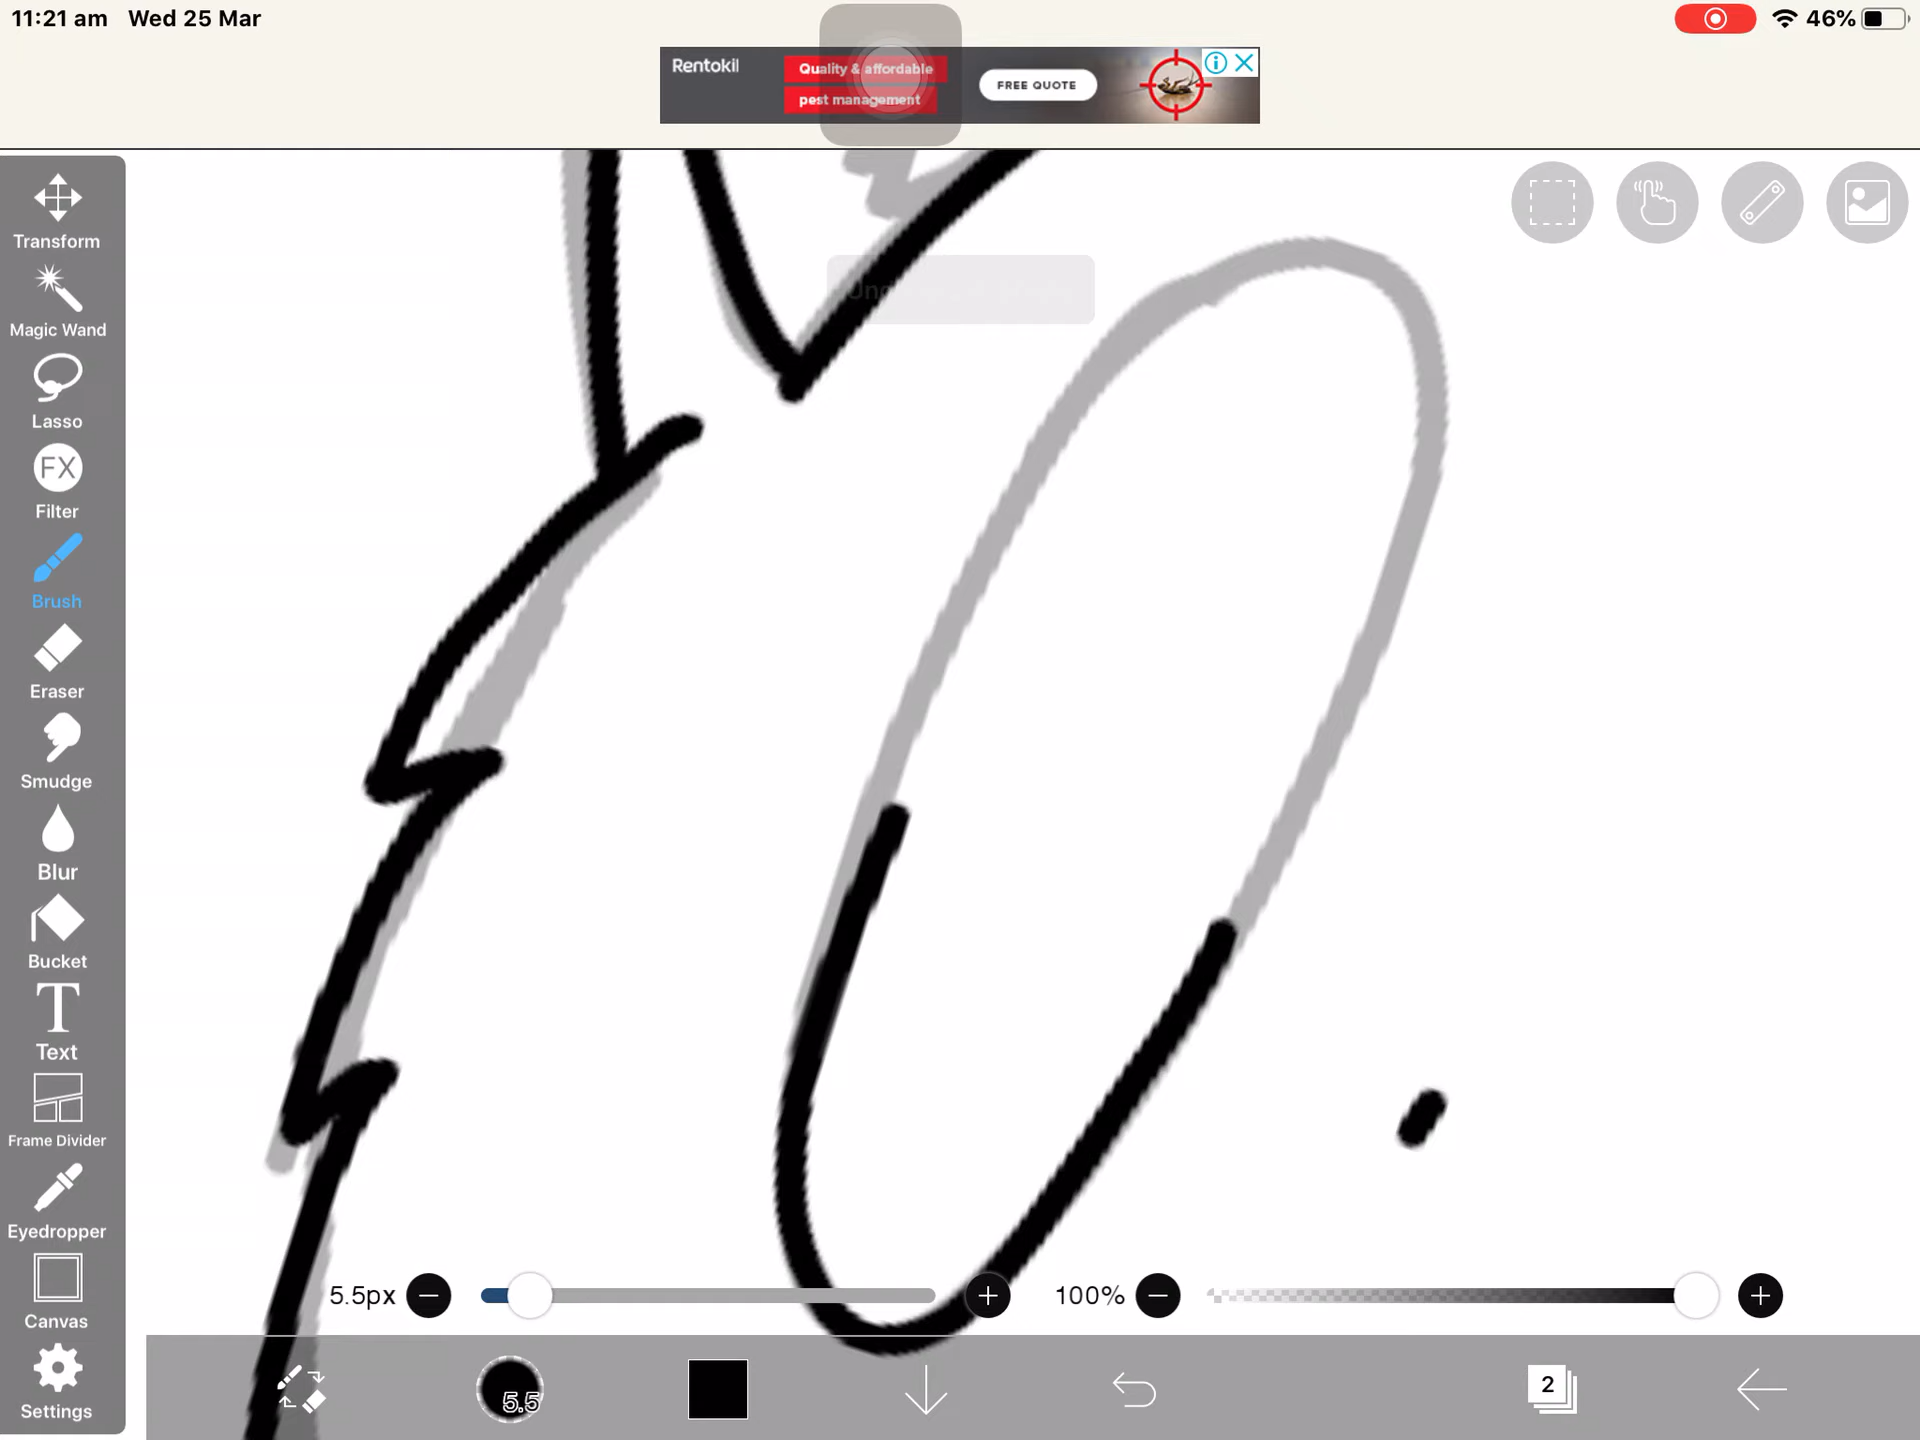 11:21 am Wed 25 Mar
46%
Rentokil
Quality & affordable
pest management
FREE QUOTE
Transform
Magic Wand
Lasso
FX
Filter
Brush
Eraser
Smudge
Blur
Bucket
T
Text
Frame Divider
Eyedropper
Canvas
Settings
5.5px
100%
5.5
2